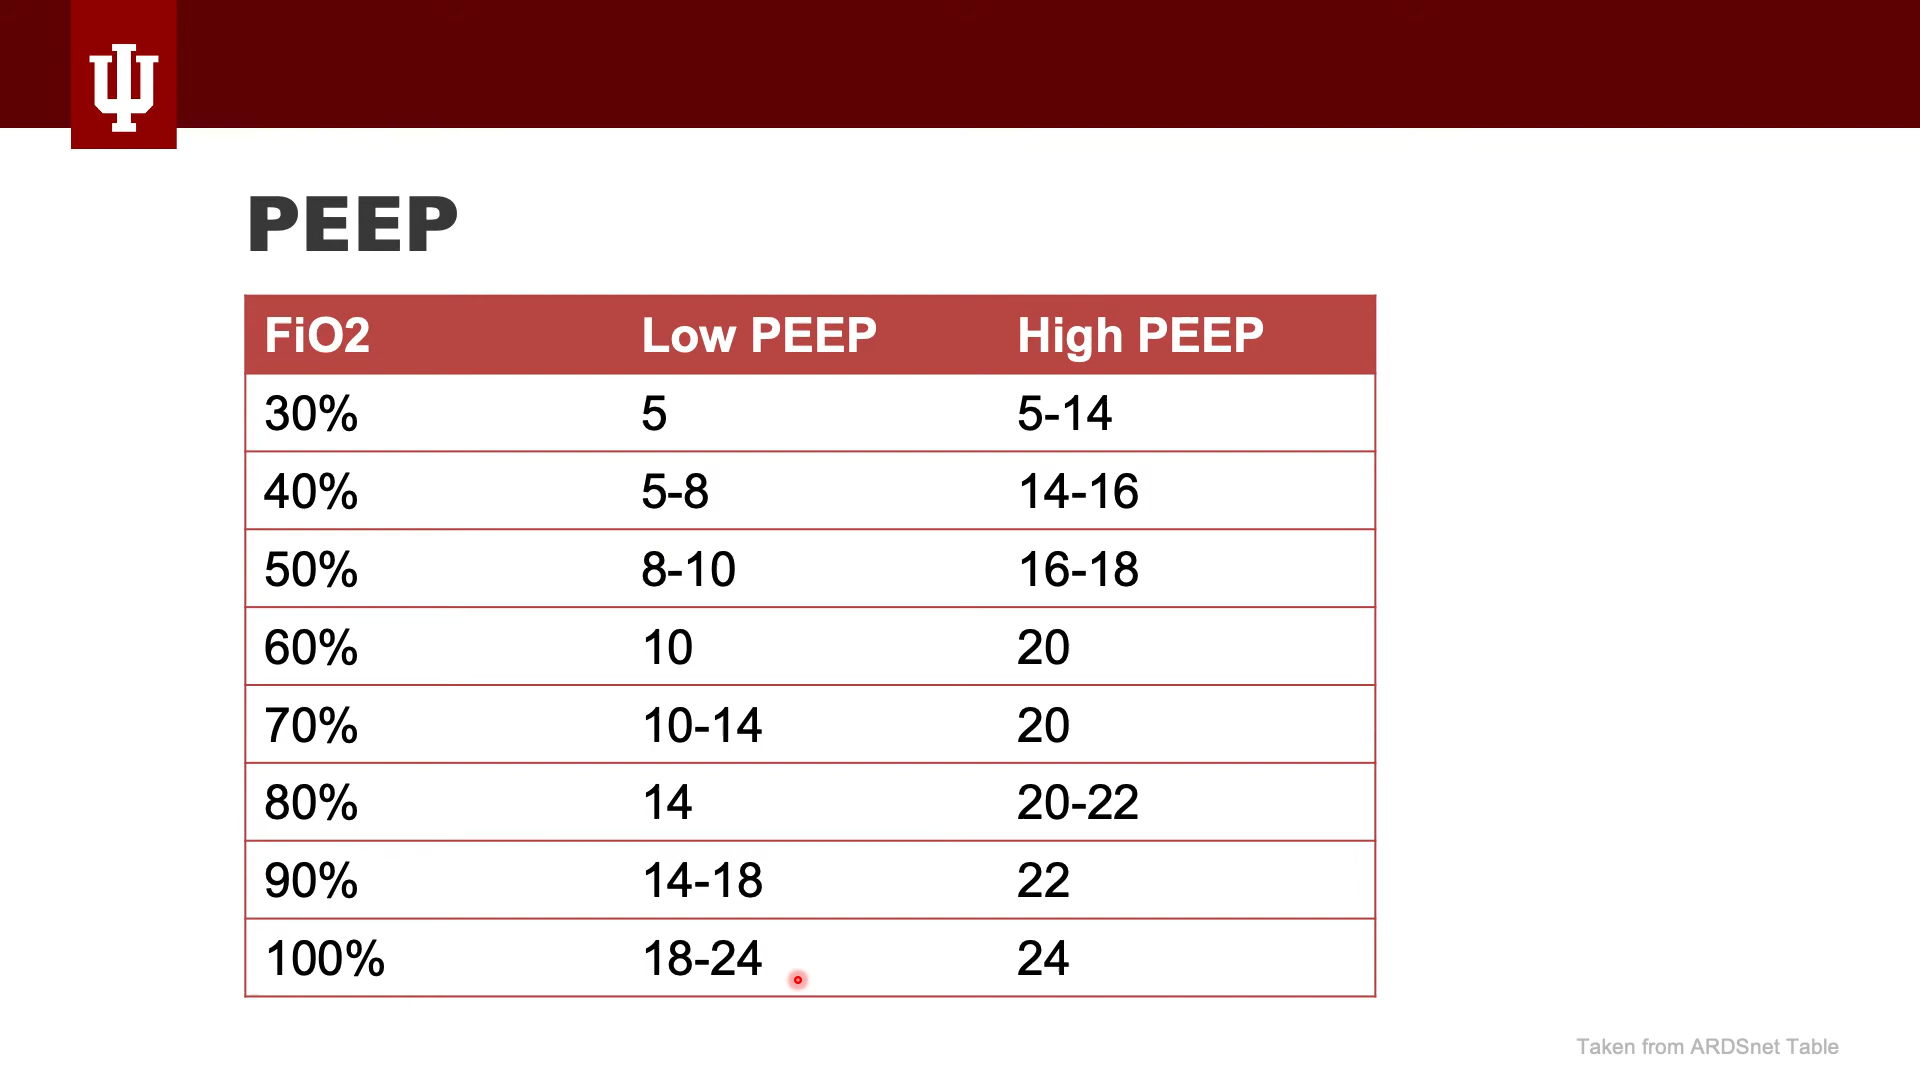 PEEP
FiO2 Low PEEP High PEEP
30% 5 5-14
40% 5-8 14-16
50% 8-10 16-18
60% 10 20
70% 10-14 20
80% 14 20-22
90% 14-18 22
100% 18-24 24
Taken from ARDSnet Table